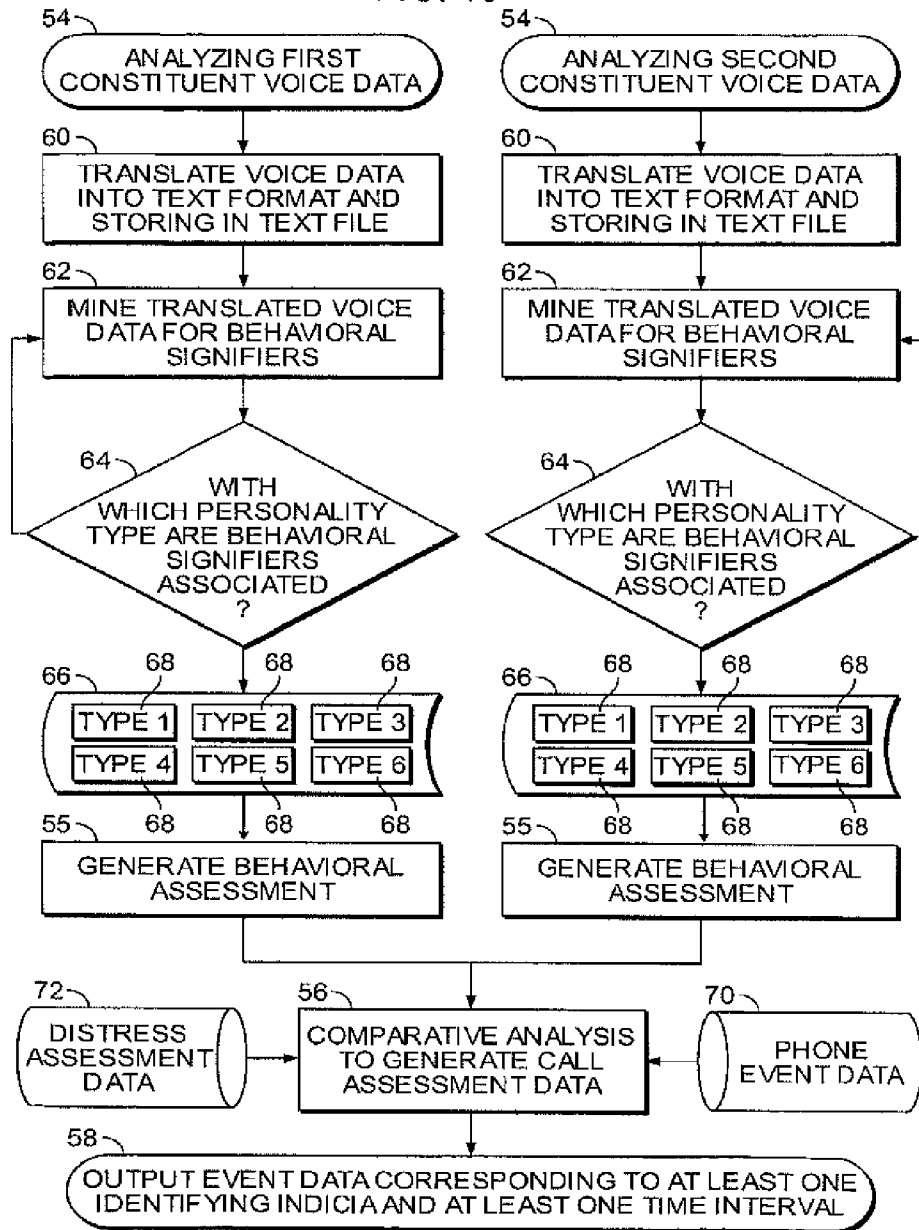 54
ANALYZING FIRST
CONSTITUENT VOICE DATA
60
TRANSLATE VOICE DATA
INTO TEXT FORMAT AND
STORING IN TEXT FILE
62
MINE TRANSLATED VOICE
DATA FOR BEHAVIORAL
SIGNIFIERS
64
WITH
WHICH PERSONALITY
TYPE ARE BEHAVIORAL
SIGNIFIERS
ASSOCIATED
?
66
68
68
68
TYPE 1
TYPE 2
TYPE 3
TYPE 4
TYPE 5
TYPE 6
68
68
68
55
GENERATE BEHAVIORAL
ASSESSMENT
54
ANALYZING SECOND
CONSTITUENT VOICE DATA
60
TRANSLATE VOICE DATA
INTO TEXT FORMAT AND
STORING IN TEXT FILE
62
MINE TRANSLATED VOICE
DATA FOR BEHAVIORAL
SIGNIFIERS
64
WITH
WHICH PERSONALITY
TYPE ARE BEHAVIORAL
SIGNIFIERS
ASSOCIATED
?
66
68
68
68
TYPE 1
TYPE 2
TYPE 3
TYPE 4
TYPE 5
TYPE 6
68
68
68
55
GENERATE BEHAVIORAL
ASSESSMENT
72
DISTRESS
ASSESSMENT
DATA
56
COMPARATIVE ANALYSIS
TO GENERATE CALL
ASSESSMENT DATA
70
PHONE
EVENT DATA
58
OUTPUT EVENT DATA CORRESPONDING TO AT LEAST ONE
IDENTIFYING INDICIA AND AT LEAST ONE TIME INTERVAL